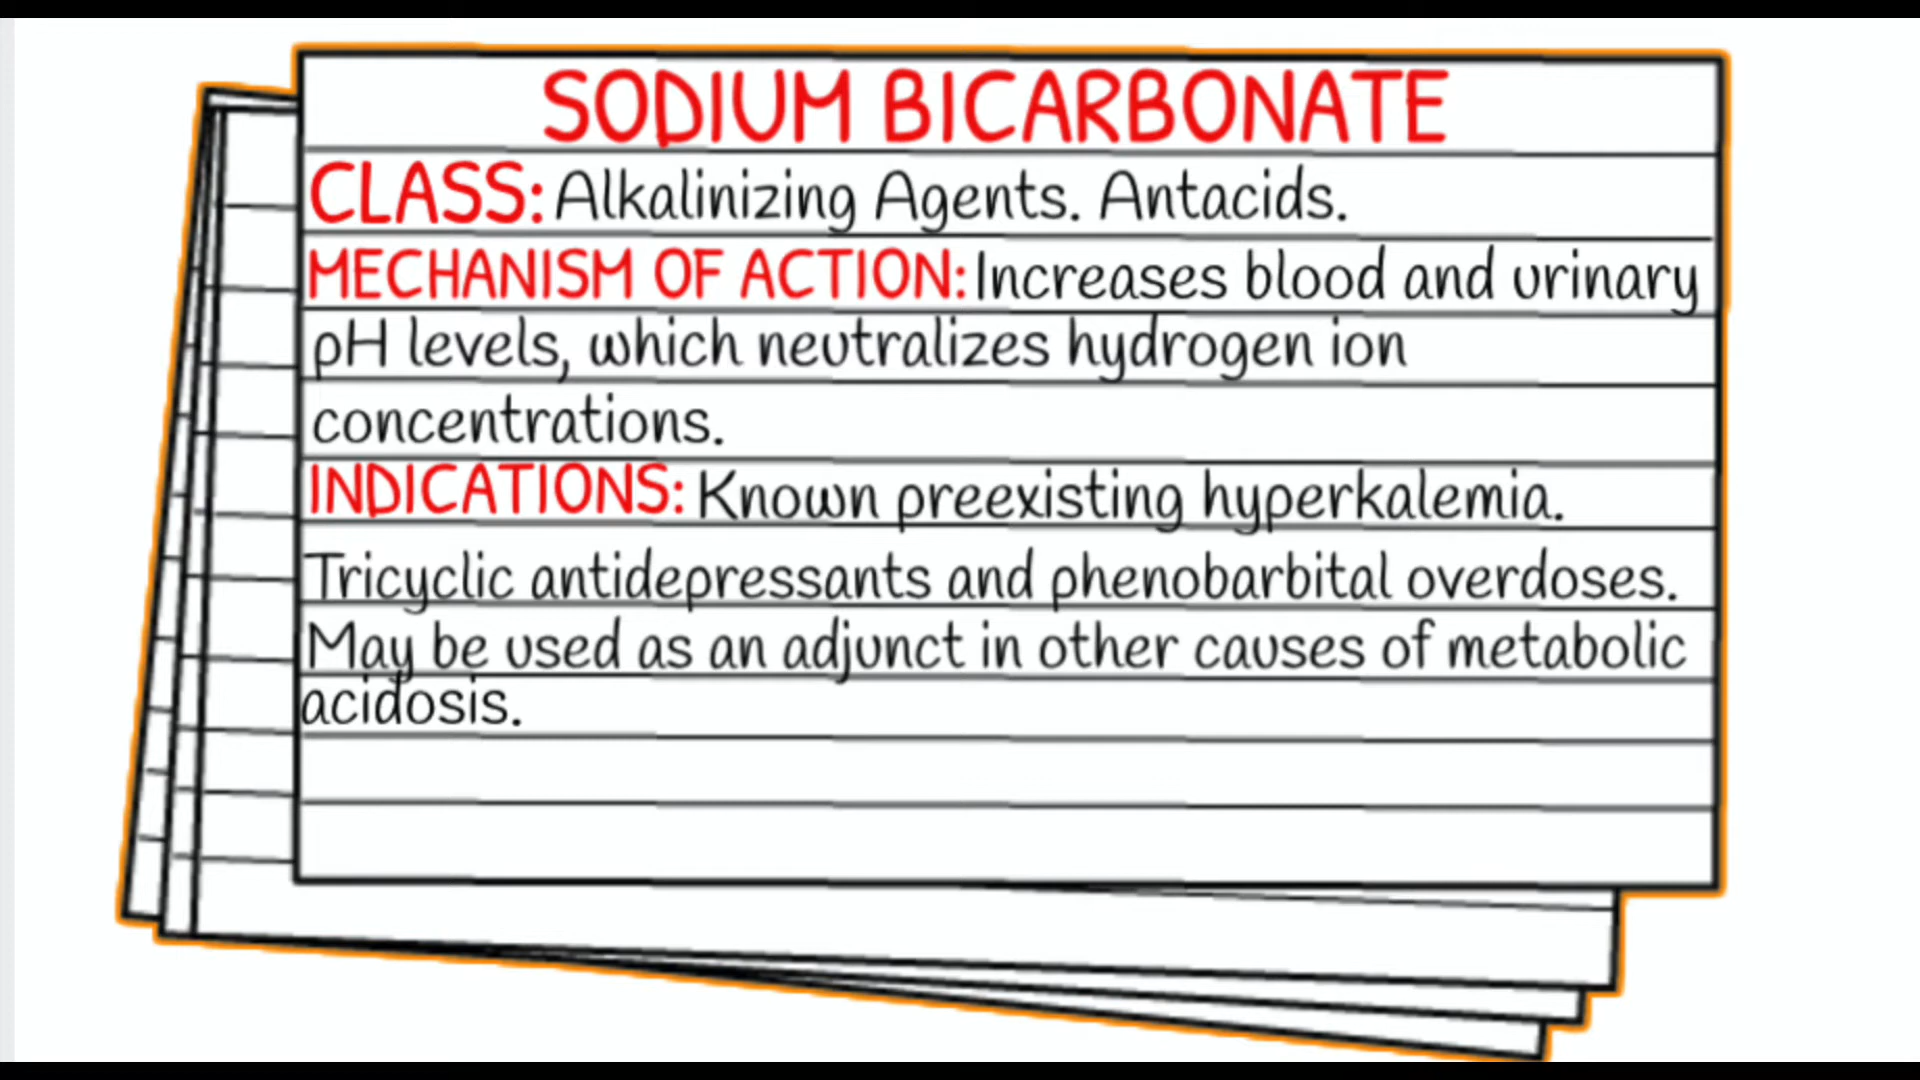 SODIUM BICARBONATE
CLASS: Alkalinizing Agents. Antacids.
MECHANISM OF ACTION: Increases blood and urinary
pH levels, which neutralizes hydrogen ion
concentrations.
INDICATIONS: Known preexisting hyperkalemia.
Tricyclic antidepressants and phenobarbital overdoses.
May be used as an adjunct in other causes of metabolic
acidosis.